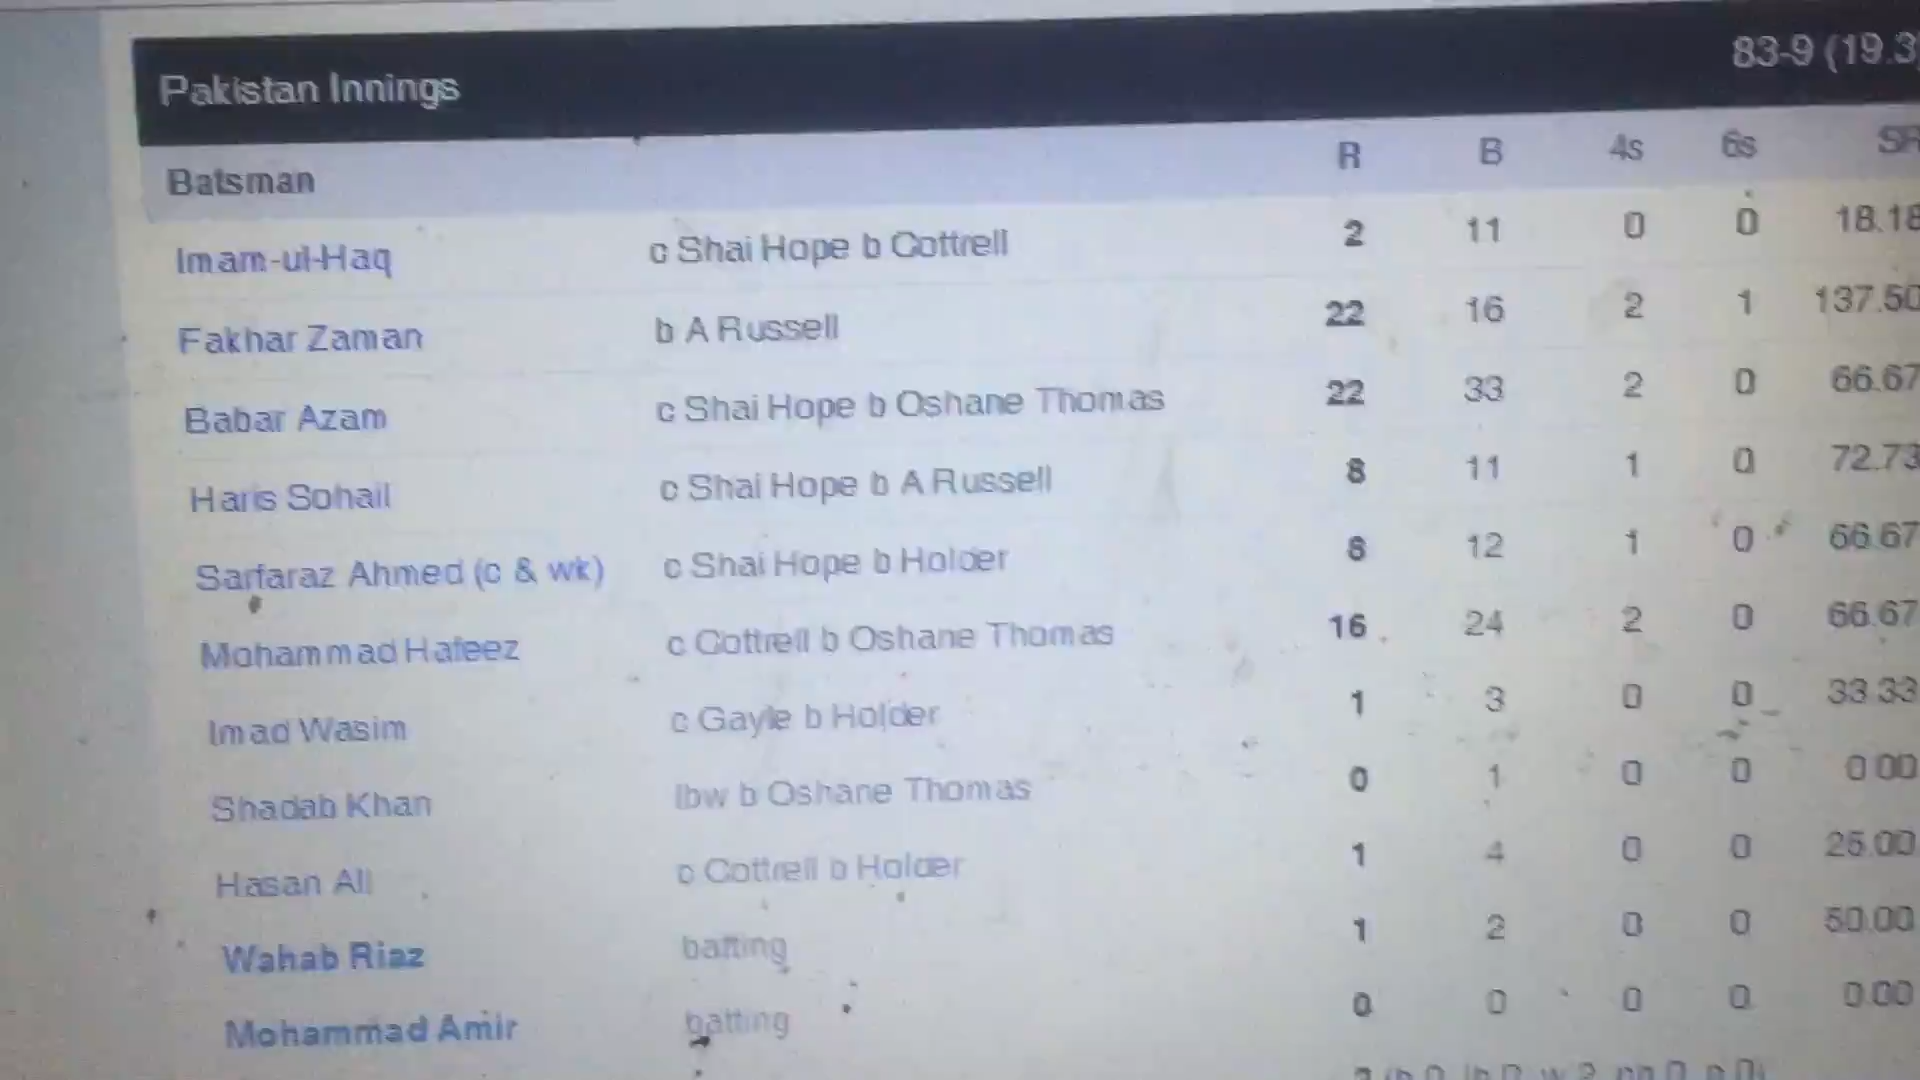 Pakistan Innings 83-9 (19.3
Batsman R B 4s 6s SR
Imam-ul-Haq c Shai Hope b Cottrell 2 11 0 0 18.18
Fakhar Zaman b A Russell 22 16 2 1 137.50
Babar Azam c Shai Hope b Oshane Thomas 22 33 2 0 66.67
Haris Sohail c Shai Hope b A Russell 8 11 1 0 72.73
Sarfaraz Ahmed (c & wk) c Shai Hope b Holder 8 12 1 0 66.67
Mohammad Hafeez c Cottrell b Oshane Thomas 16 24 2 0 66.67
Imad Wasim c Gayle b Holder 1 3 0 0 33.33
Shadab Khan lbw b Oshane Thomas 0 1 0 0 0.00
Hasan Ali c Cottrell b Holder 1 4 0 0 25.00
Wahab Riaz batting 1 2 0 0 50.00
Mohammad Amir batting 0 0 0 0 0.00